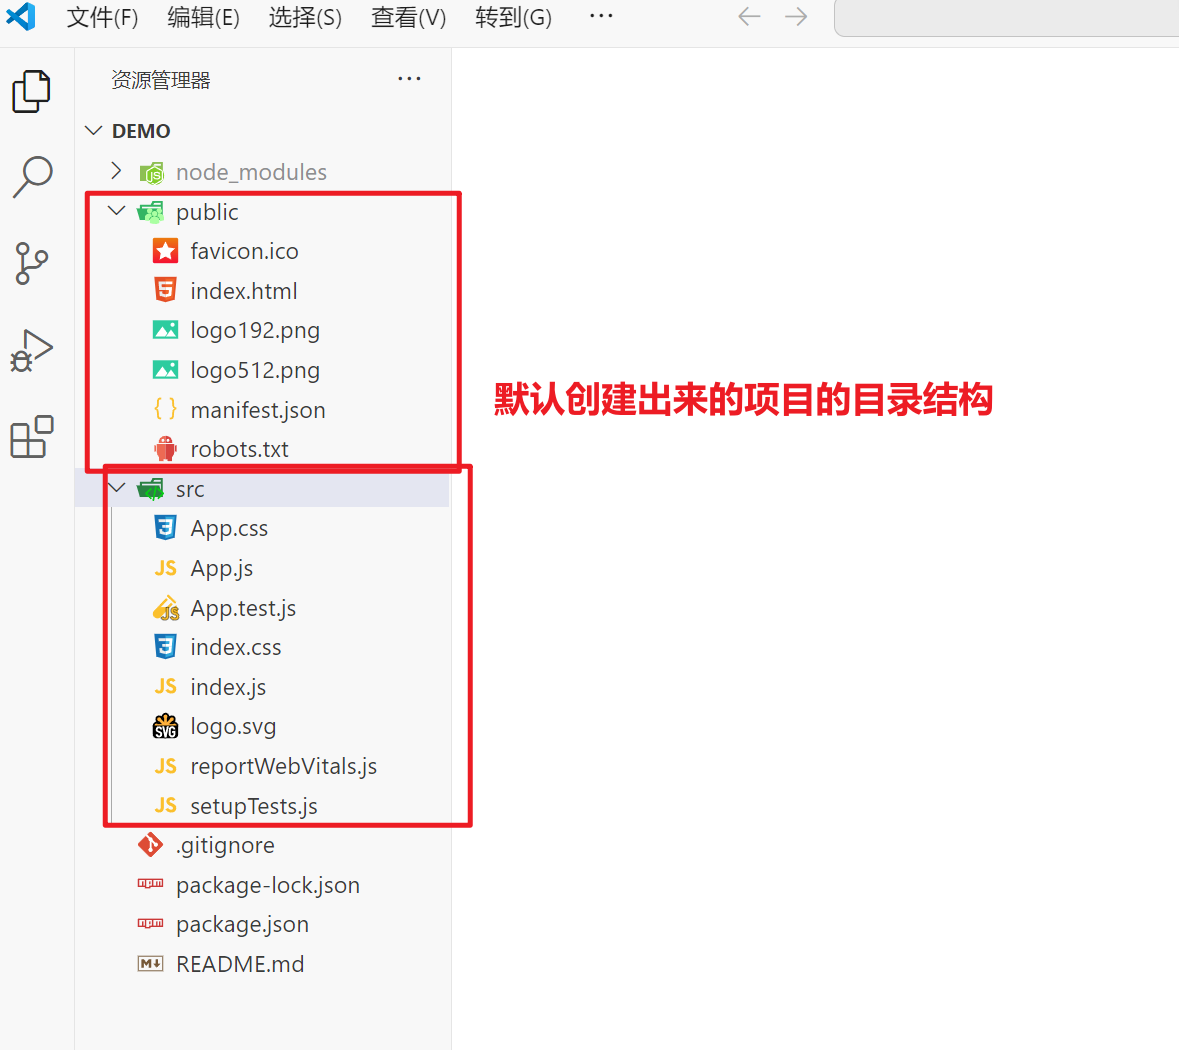 文件(F) 编辑(E) 选择(S) 查看(V) 转到(G) ···
资源管理器 ···
DEMO
node_modules
public
favicon.ico
index.html
logo192.png
logo512.png
默认创建出来的项目的目录结构
manifest.json
robots.txt
src
App.css
App.js
App.test.js
index.css
index.js
logo.svg
reportWebVitals.js
setupTests.js
.gitignore
package-lock.json
package.json
README.md